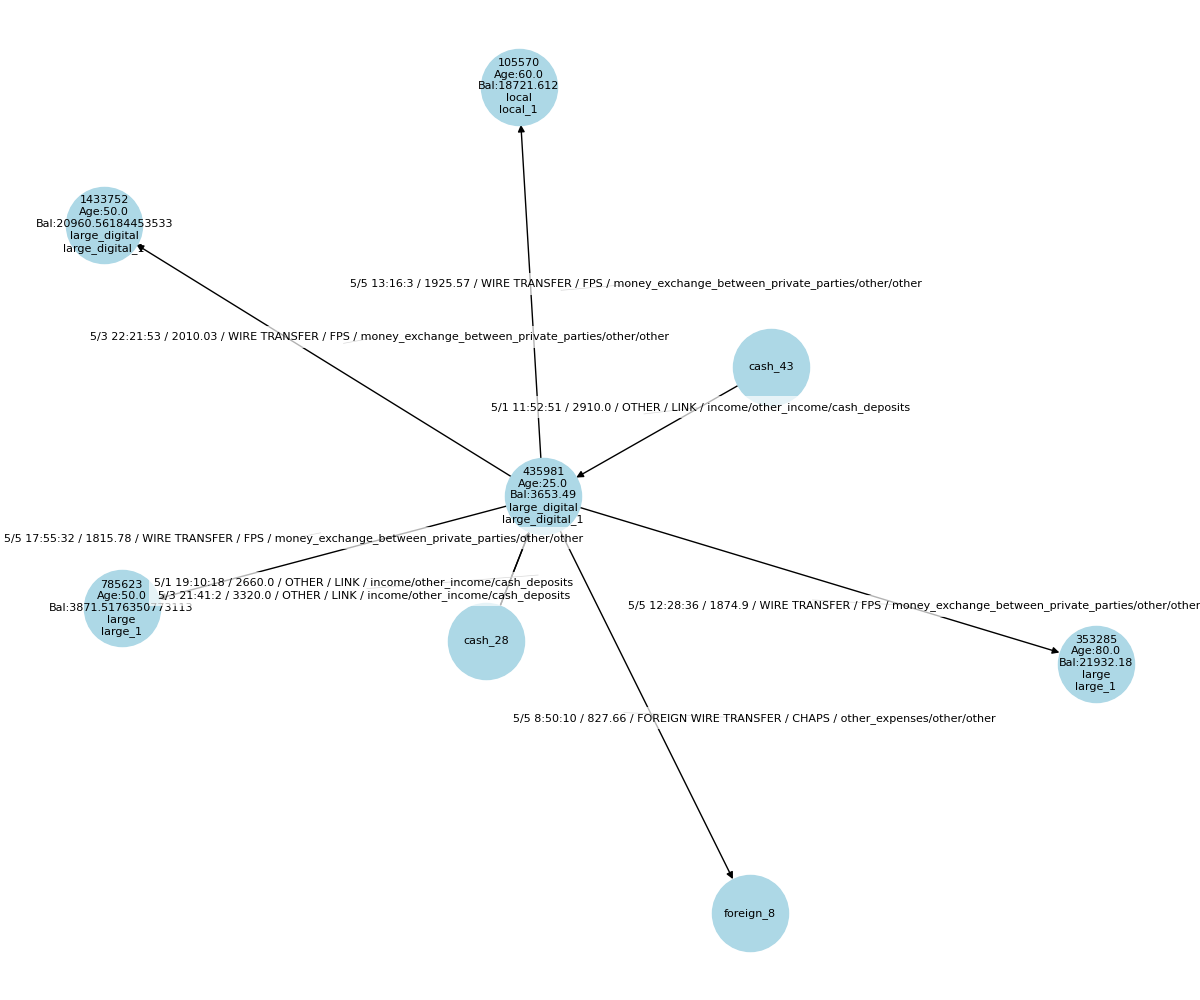 105570
Age:60.0
Bal:18721.612
local
local_1
1433752
Age:50.0
Bal:20960.56184453533
large_digital
large_digital_1
5/5 13:16:3 / 1925.57 / WIRE TRANSFER / FPS / money_exchange_between_private_parties/other/other
5/3 22:21:53 / 2010.03 / WIRE TRANSFER / FPS / money_exchange_between_private_parties/other/other
cash_43
5/1 11:52:51 / 2910.0 / OTHER / LINK / income/other_income/cash_deposits
435981
Age:25.0
Bal:3653.49
large_digital
large_digital_1
5/5 17:55:32 / 1815.78 / WIRE TRANSFER / FPS / money_exchange_between_private_parties/other/other
5/1 19:10:18 / 2660.0 / OTHER / LINK / income/other_income/cash_deposits
5/3 21:41:2 / 3320.0 / OTHER / LINK / income/other_income/cash_deposits
785623
Age:50.0
Bal:3871.5176350773113
large
large_1
5/5 12:28:36 / 1874.9 / WIRE TRANSFER / FPS / money_exchange_between_private_parties/other/other
cash_28
353285
Age:80.0
Bal:21932.18
large
large_1
5/5 8:50:10 / 827.66 / FOREIGN WIRE TRANSFER / CHAPS / other_expenses/other/other
foreign_8